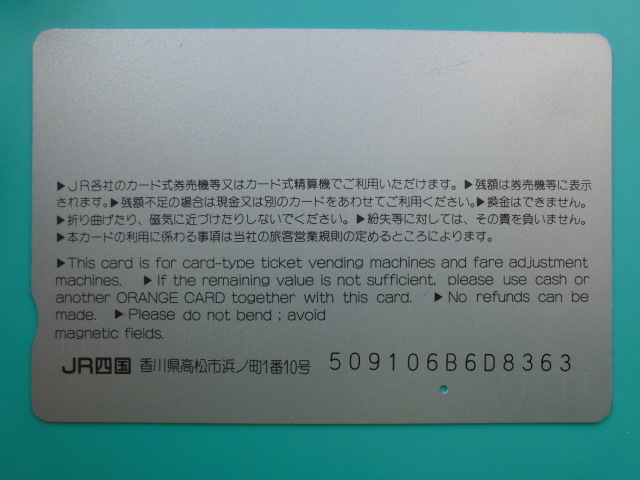 ▶JR各社のカード式券売機等又はカード式精算機でご利用いただけます。▶残額は券売機等に表示
されます。▶残額不足の場合は現金又は別のカードをあわせてご利用ください。▶換金はできません。
▶折り曲げたり、磁気に近づけたりしないでください。▶紛失等に対しては、その責を負いません。
▶本カードの利用に係わる事項は当社の旅客営業規則の定めるところによります。
▶This card is for card-type ticket vending machines and fare adjustment
machines. ▶If the remaining value is not sufficient, please use cash or
another ORANGE CARD together with this card. ▶No refunds can be
made. ▶Please do not bend; avoid
magnetic fields.
JR四国 香川県高松市浜ノ町1番10号 509106B6D8363